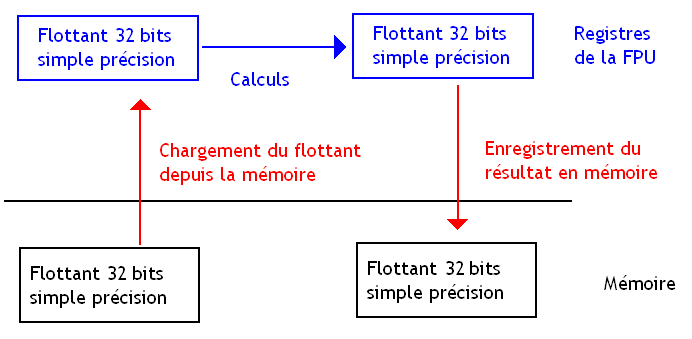 Flottant 32 bits
simple précision
Calculs
Flottant 32 bits
simple précision
Registres
de la FPU
Chargement du flottant
depuis la mémoire
Enregistrement du
résultat en mémoire
Flottant 32 bits
simple précision
Flottant 32 bits
simple précision
Mémoire